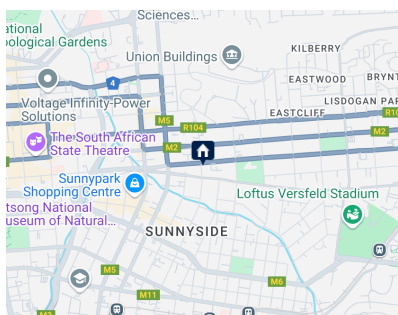 Sciences...
ational
ological Gardens
KILBERRY
Union Buildings
EASTWOOD
BRYNT
4
Voltage Infinity Power
Solutions
LISDOGAN PAR
M5
EASTCLIFF
R10
R104
M2
The South African
State Theatre
M2
Sunnypark
Shopping Centre
Loftus Versfeld Stadium
tsong National
useum of Natural...
SUNNYSIDE
M5
M6
M11